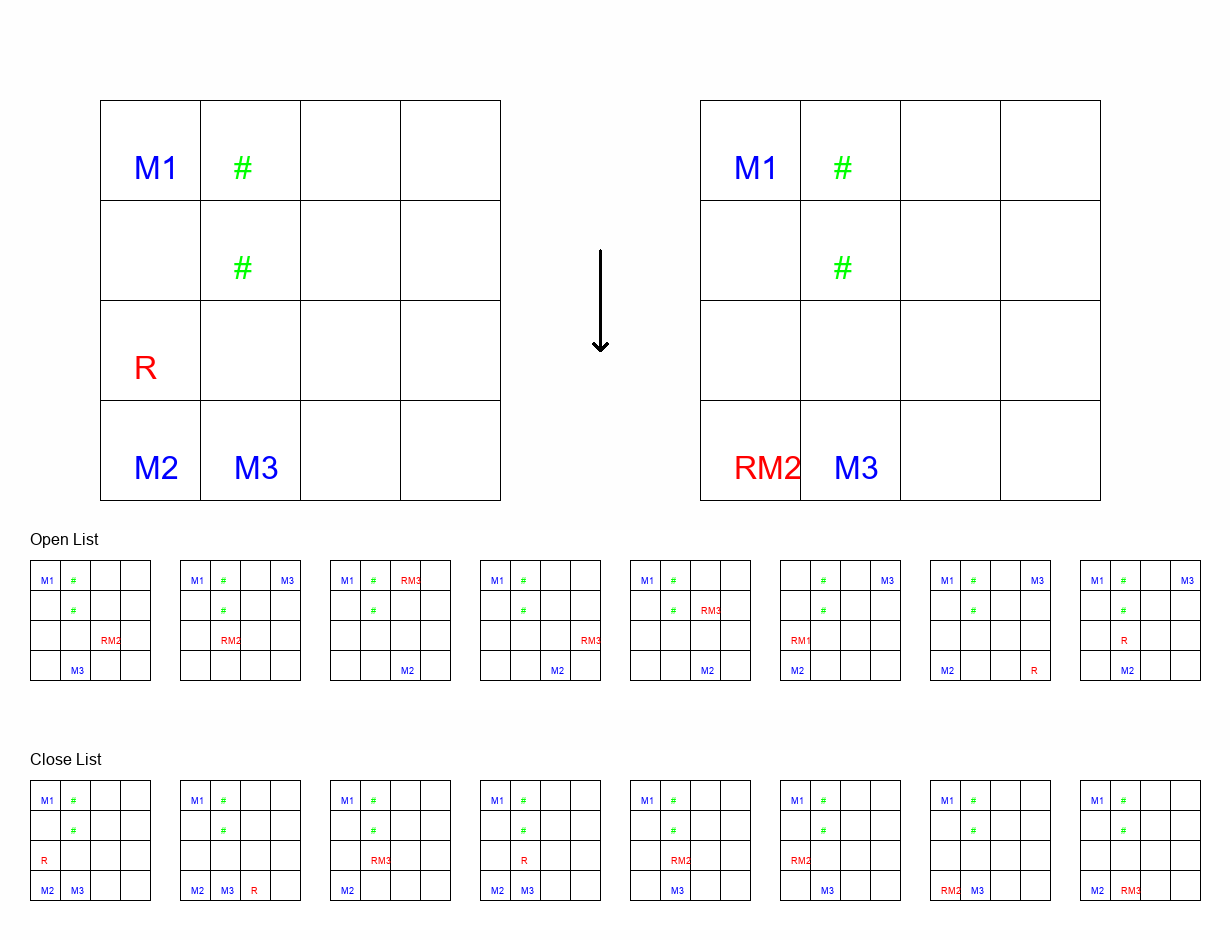 M1 # M1 #
# #
R
M2 M3 RM2 M3
Open List
M1 # M1 # M3 M1 # RM3 M1 # M1 # # M3 M1 # M3 M1 # M3
# # # # # RM3 # # #
RM2 RM2 RM3 RM1 R
M3 M2 M2 M2 M2 M2 R M2
Close List
M1 # M1 # M1 # M1 # M1 # M1 # M1 # M1 #
# # # # # # # #
R RM3 R RM2 RM2
M2 M3 M2 M3 R M2 M2 M3 M3 M3 RM2 M3 M2 RM3